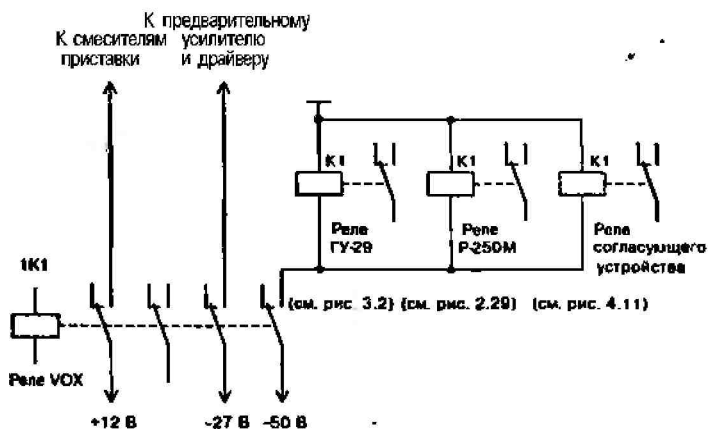 К предварительному
К смесителям усилителю
приставки и драйверу
К1 К1 К1
Реле Реле Реле
ГУ-29 Р-250М согласующего
устройства
1К1
(см. рис. 3.2) (см. рис. 2.29) (см. рис. 4.11)
Реле VOX
+12 В -27 В -50 В